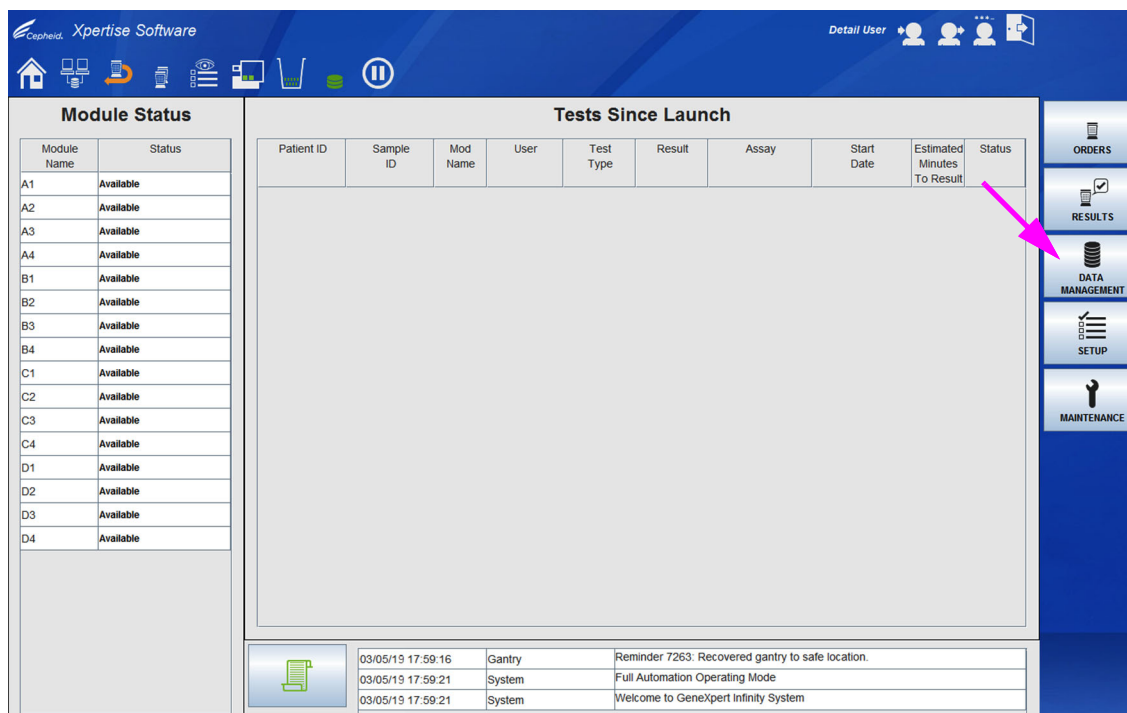 Cepheid. Xpertise Software
Detail User
Module Status
Module Name Status
A1 Available
A2 Available
A3 Available
A4 Available
B1 Available
B2 Available
B3 Available
B4 Available
C1 Available
C2 Available
C3 Available
C4 Available
D1 Available
D2 Available
D3 Available
D4 Available
Tests Since Launch
Patient ID Sample ID Mod Name User Test Type Result Assay Start Date Estimated Minutes To Result Status
03/05/19 17:59:16 Gantry Reminder 7263: Recovered gantry to safe location.
03/05/19 17:59:21 System Full Automation Operating Mode
03/05/19 17:59:21 System Welcome to GeneXpert Infinity System
ORDERS
RESULTS
DATA
MANAGEMENT
SETUP
MAINTENANCE